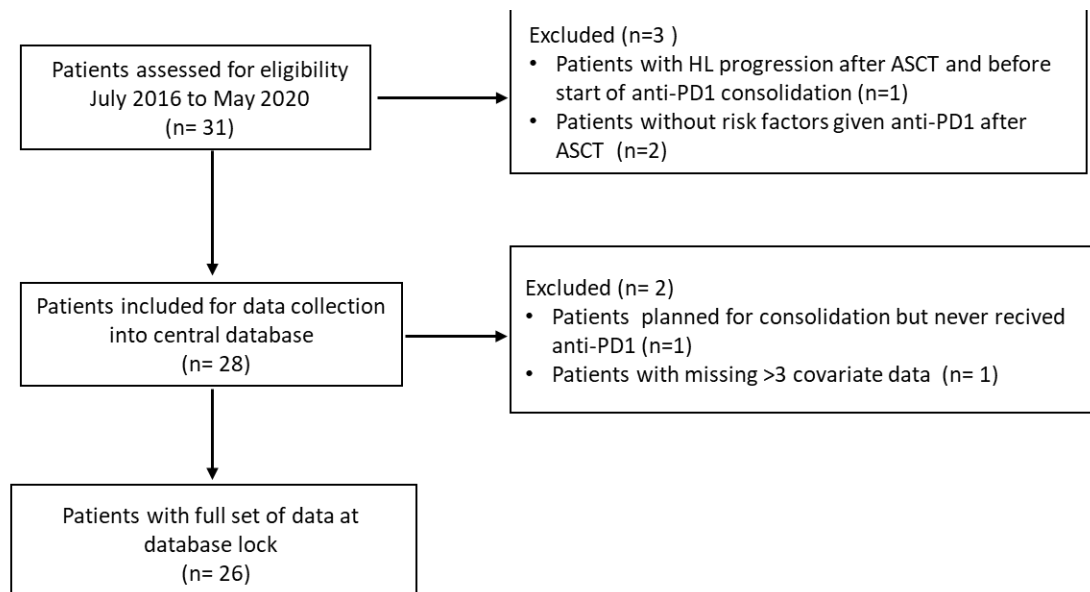 Patients assessed for eligibility
July 2016 to May 2020
(n= 31)
Excluded (n=3 )
• Patients with HL progression after ASCT and before
start of anti-PD1 consolidation (n=1)
• Patients without risk factors given anti-PD1 after
ASCT (n=2)
Patients included for data collection
into central database
(n= 28)
Excluded (n= 2)
• Patients planned for consolidation but never recived
anti-PD1 (n=1)
• Patients with missing >3 covariate data (n= 1)
Patients with full set of data at
database lock
(n= 26)